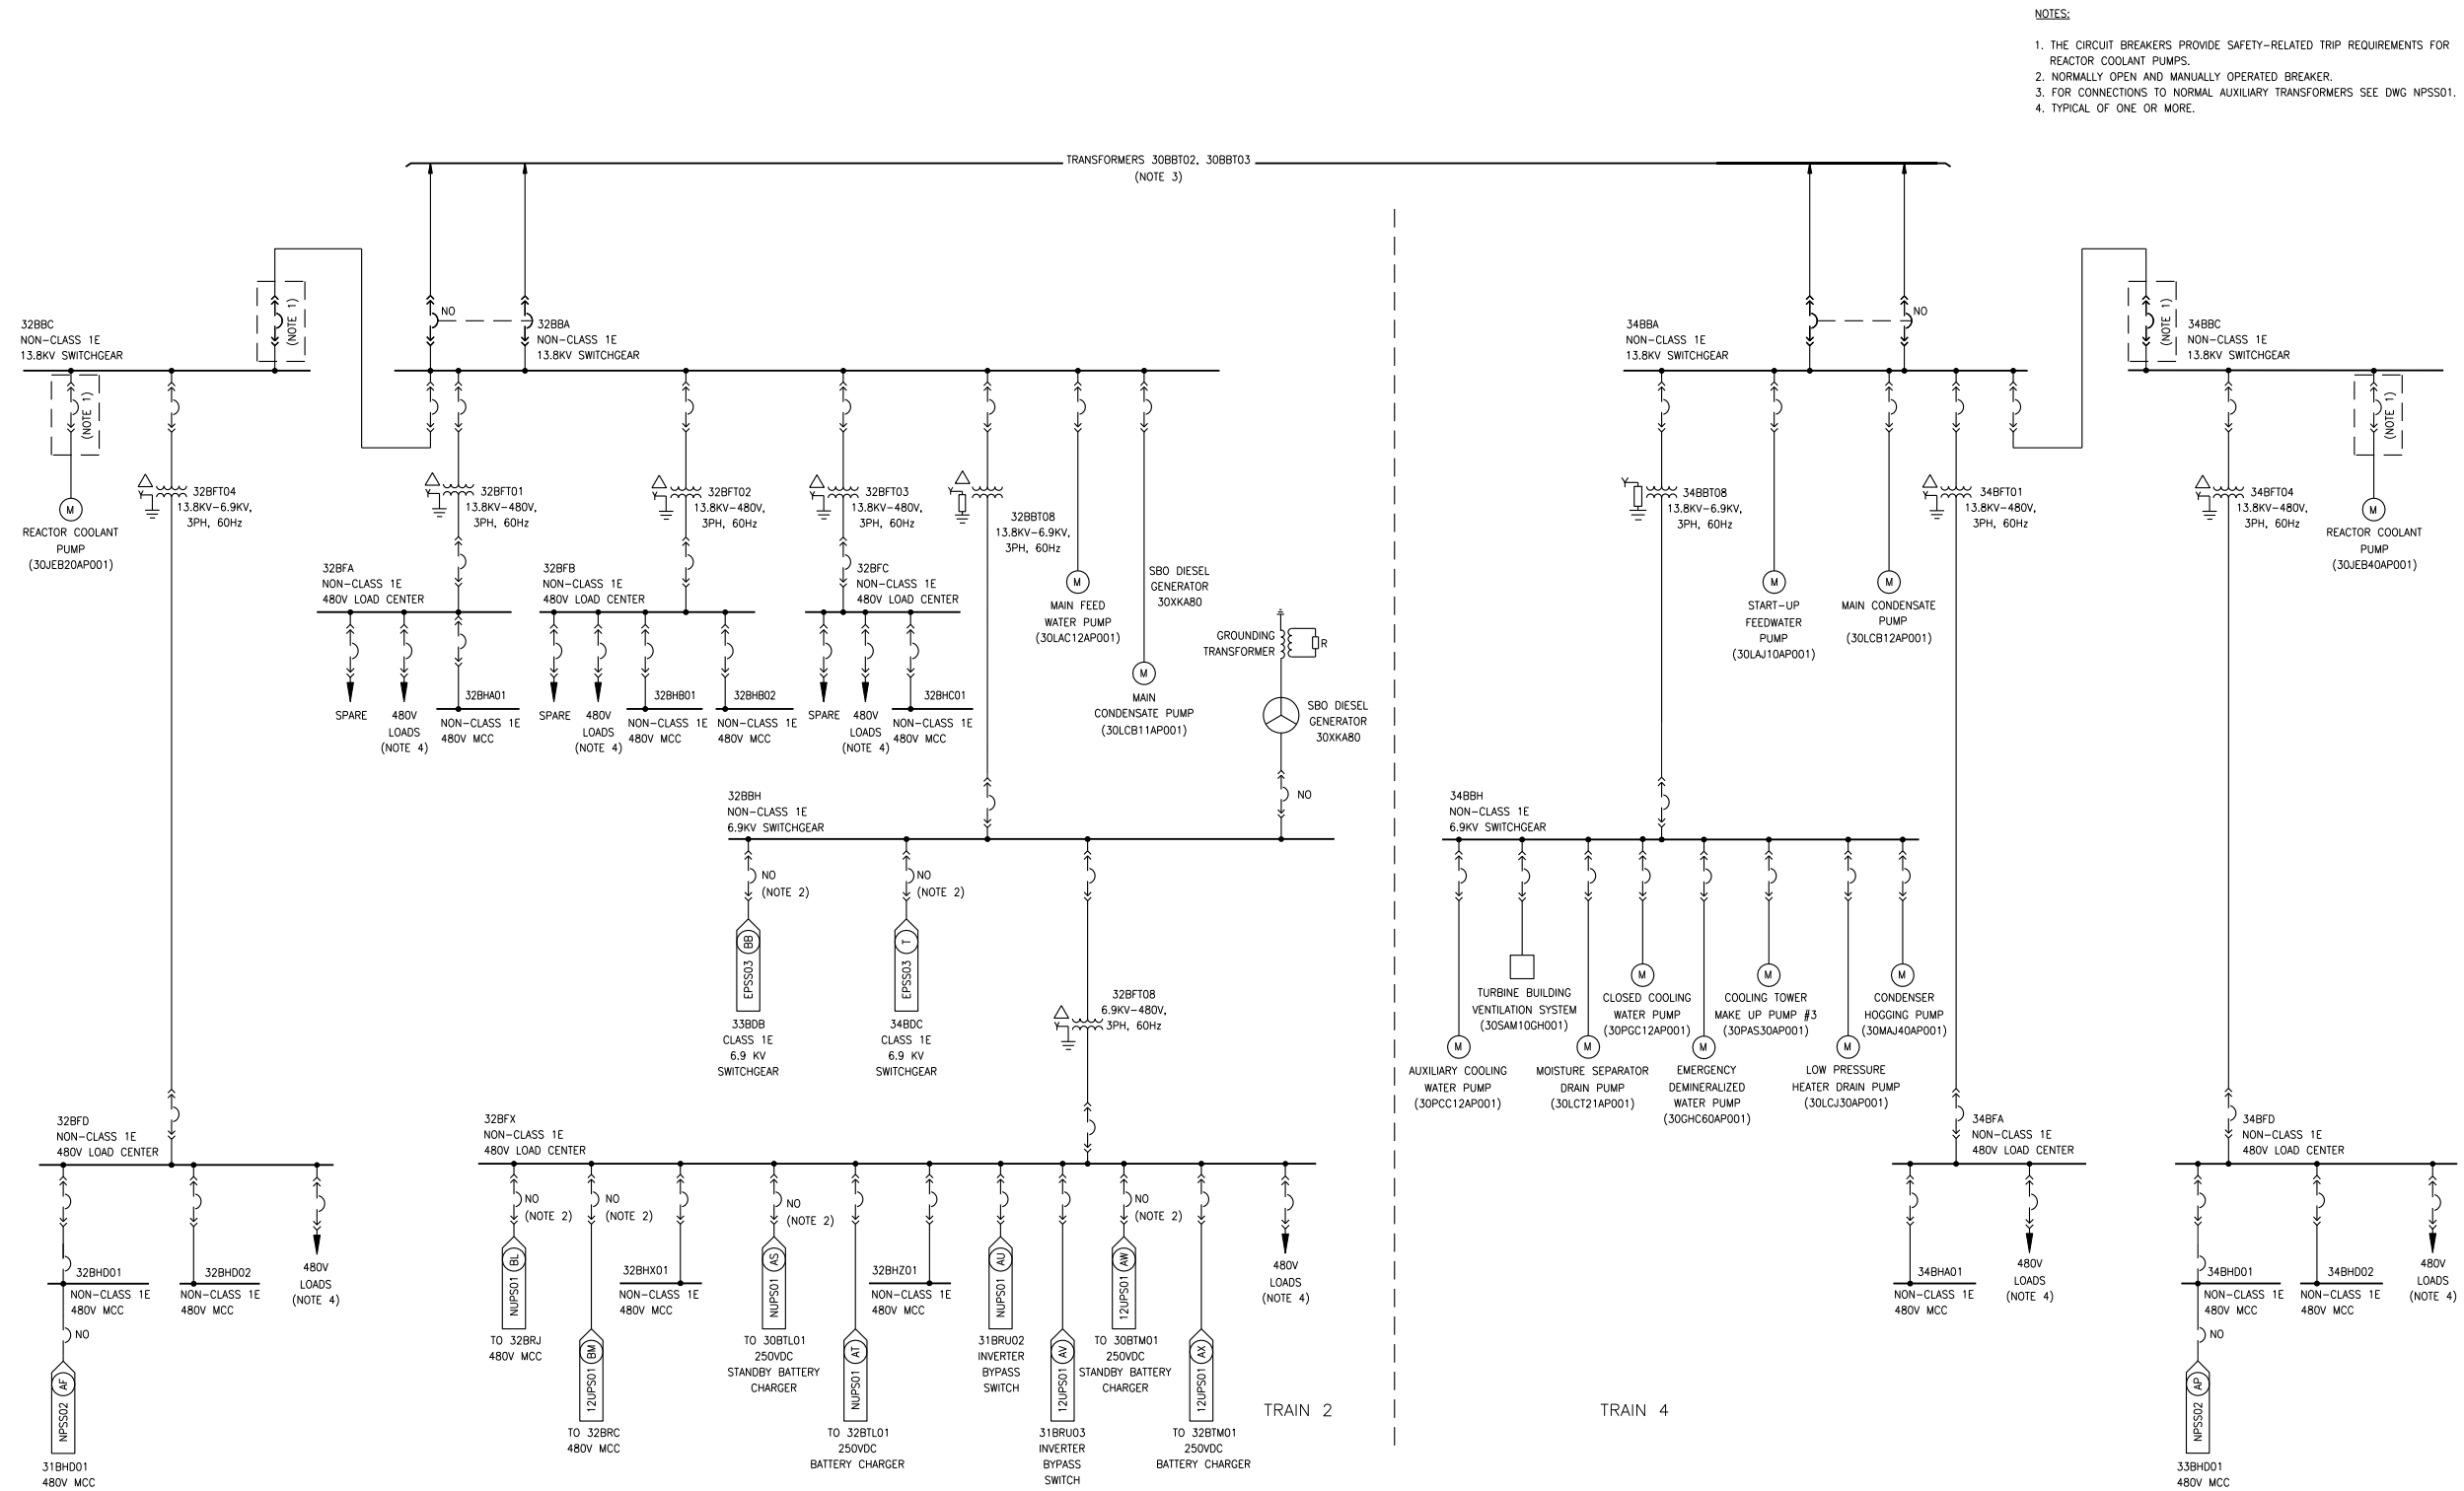 NOTES:
1. THE CIRCUIT BREAKERS PROVIDE SAFETY-RELATED TRIP REQUIREMENTS FOR
REACTOR COOLANT PUMPS.
2. NORMALLY OPEN AND MANUALLY OPERATED BREAKER.
3. FOR CONNECTIONS TO NORMAL AUXILIARY TRANSFORMERS SEE DWG NPSS01.
4. TYPICAL OF ONE OR MORE.
TRANSFORMERS 30BBT02, 30BBT03
(NOTE 3)
32BBC
NON-CLASS 1E
13.8KV SWITCHGEAR
(NOTE 1)
NO
32BBA
NON-CLASS 1E
13.8KV SWITCHGEAR
34BBA
NON-CLASS 1E
13.8KV SWITCHGEAR
NO
(NOTE 1)
34BBC
NON-CLASS 1E
13.8KV SWITCHGEAR
(NOTE 1)
M
REACTOR COOLANT
PUMP
(30JEB20AP001)
Y
32BFT04
13.8KV-6.9KV,
3PH, 60Hz
Y
32BFT01
13.8KV-480V,
3PH, 60Hz
Y
32BFT02
13.8KV-480V,
3PH, 60Hz
Y
32BFT03
13.8KV-480V,
3PH, 60Hz
Y
32BBT08
13.8KV-6.9KV,
3PH, 60Hz
Y
34BBT08
13.8KV-6.9KV,
3PH, 60Hz
Y
34BFT01
13.8KV-480V,
3PH, 60Hz
Y
34BFT04
13.8KV-480V,
3PH, 60Hz
(NOTE 1)
M
REACTOR COOLANT
PUMP
(30JEB40AP001)
32BFA
NON-CLASS 1E
480V LOAD CENTER
32BFB
NON-CLASS 1E
480V LOAD CENTER
32BFC
NON-CLASS 1E
480V LOAD CENTER
M
MAIN FEED
WATER PUMP
(30LAC12AP001)
SBO DIESEL
GENERATOR
30XKA80
M
MAIN
CONDENSATE PUMP
(30LCB11AP001)
GROUNDING
TRANSFORMER
R
SBO DIESEL
GENERATOR
30XKA80
NO
M
START-UP
FEEDWATER
PUMP
(30LAJ10AP001)
M
MAIN CONDENSATE
PUMP
(30LCB12AP001)
SPARE
480V
LOADS
(NOTE 4)
32BHA01
NON-CLASS 1E
480V MCC
SPARE
480V
LOADS
(NOTE 4)
32BHB01
NON-CLASS 1E
480V MCC
32BHB02
NON-CLASS 1E
480V MCC
SPARE
480V
LOADS
(NOTE 4)
32BHC01
NON-CLASS 1E
480V MCC
32BBH
NON-CLASS 1E
6.9KV SWITCHGEAR
NO
(NOTE 2)
BB
EPSS03
33BDB
CLASS 1E
6.9 KV
SWITCHGEAR
NO
(NOTE 2)
T
EPSS03
34BDC
CLASS 1E
6.9 KV
SWITCHGEAR
Y
32BFT08
6.9KV-480V,
3PH, 60Hz
34BBH
NON-CLASS 1E
6.9KV SWITCHGEAR
M
AUXILIARY COOLING
WATER PUMP
(30PCC12AP001)
TURBINE BUILDING
VENTILATION SYSTEM
(30SAM10GH001)
M
MOISTURE SEPARATOR
DRAIN PUMP
(30LCT21AP001)
M
CLOSED COOLING
WATER PUMP
(30PGC12AP001)
M
EMERGENCY
DEMINERALIZED
WATER PUMP
(30GHC60AP001)
M
COOLING TOWER
MAKE UP PUMP #3
(30PAS30AP001)
M
LOW PRESSURE
HEATER DRAIN PUMP
(30LCJ30AP001)
M
CONDENSER
HOGGING PUMP
(30MAJ40AP001)
32BFD
NON-CLASS 1E
480V LOAD CENTER
32BHD01
NON-CLASS 1E
480V MCC
NO
AF
NPSS02
31BHD01
480V MCC
32BHD02
NON-CLASS 1E
480V MCC
480V
LOADS
(NOTE 4)
32BFX
NON-CLASS 1E
480V LOAD CENTER
NO
(NOTE 2)
BL
NUPS01
TO 32BRJ
480V MCC
NO
(NOTE 2)
BM
12UPS01
TO 32BRC
480V MCC
32BHX01
NON-CLASS 1E
480V MCC
NO
(NOTE 2)
AS
NUPS01
TO 30BTL01
250VDC
STANDBY BATTERY
CHARGER
AT
NUPS01
TO 32BTL01
250VDC
BATTERY CHARGER
32BHZ01
NON-CLASS 1E
480V MCC
AU
NUPS01
31BRU02
INVERTER
BYPASS
SWITCH
AV
12UPS01
31BRU03
INVERTER
BYPASS
SWITCH
NO
(NOTE 2)
AW
12UPS01
TO 30BTM01
250VDC
STANDBY BATTERY
CHARGER
AX
12UPS01
TO 32BTM01
250VDC
BATTERY CHARGER
480V
LOADS
(NOTE 4)
TRAIN 2
TRAIN 4
34BFA
NON-CLASS 1E
480V LOAD CENTER
34BHA01
NON-CLASS 1E
480V MCC
480V
LOADS
(NOTE 4)
34BFD
NON-CLASS 1E
480V LOAD CENTER
34BHD01
NON-CLASS 1E
480V MCC
NO
AP
NPSS02
33BHD01
480V MCC
34BHD02
NON-CLASS 1E
480V MCC
480V
LOADS
(NOTE 4)